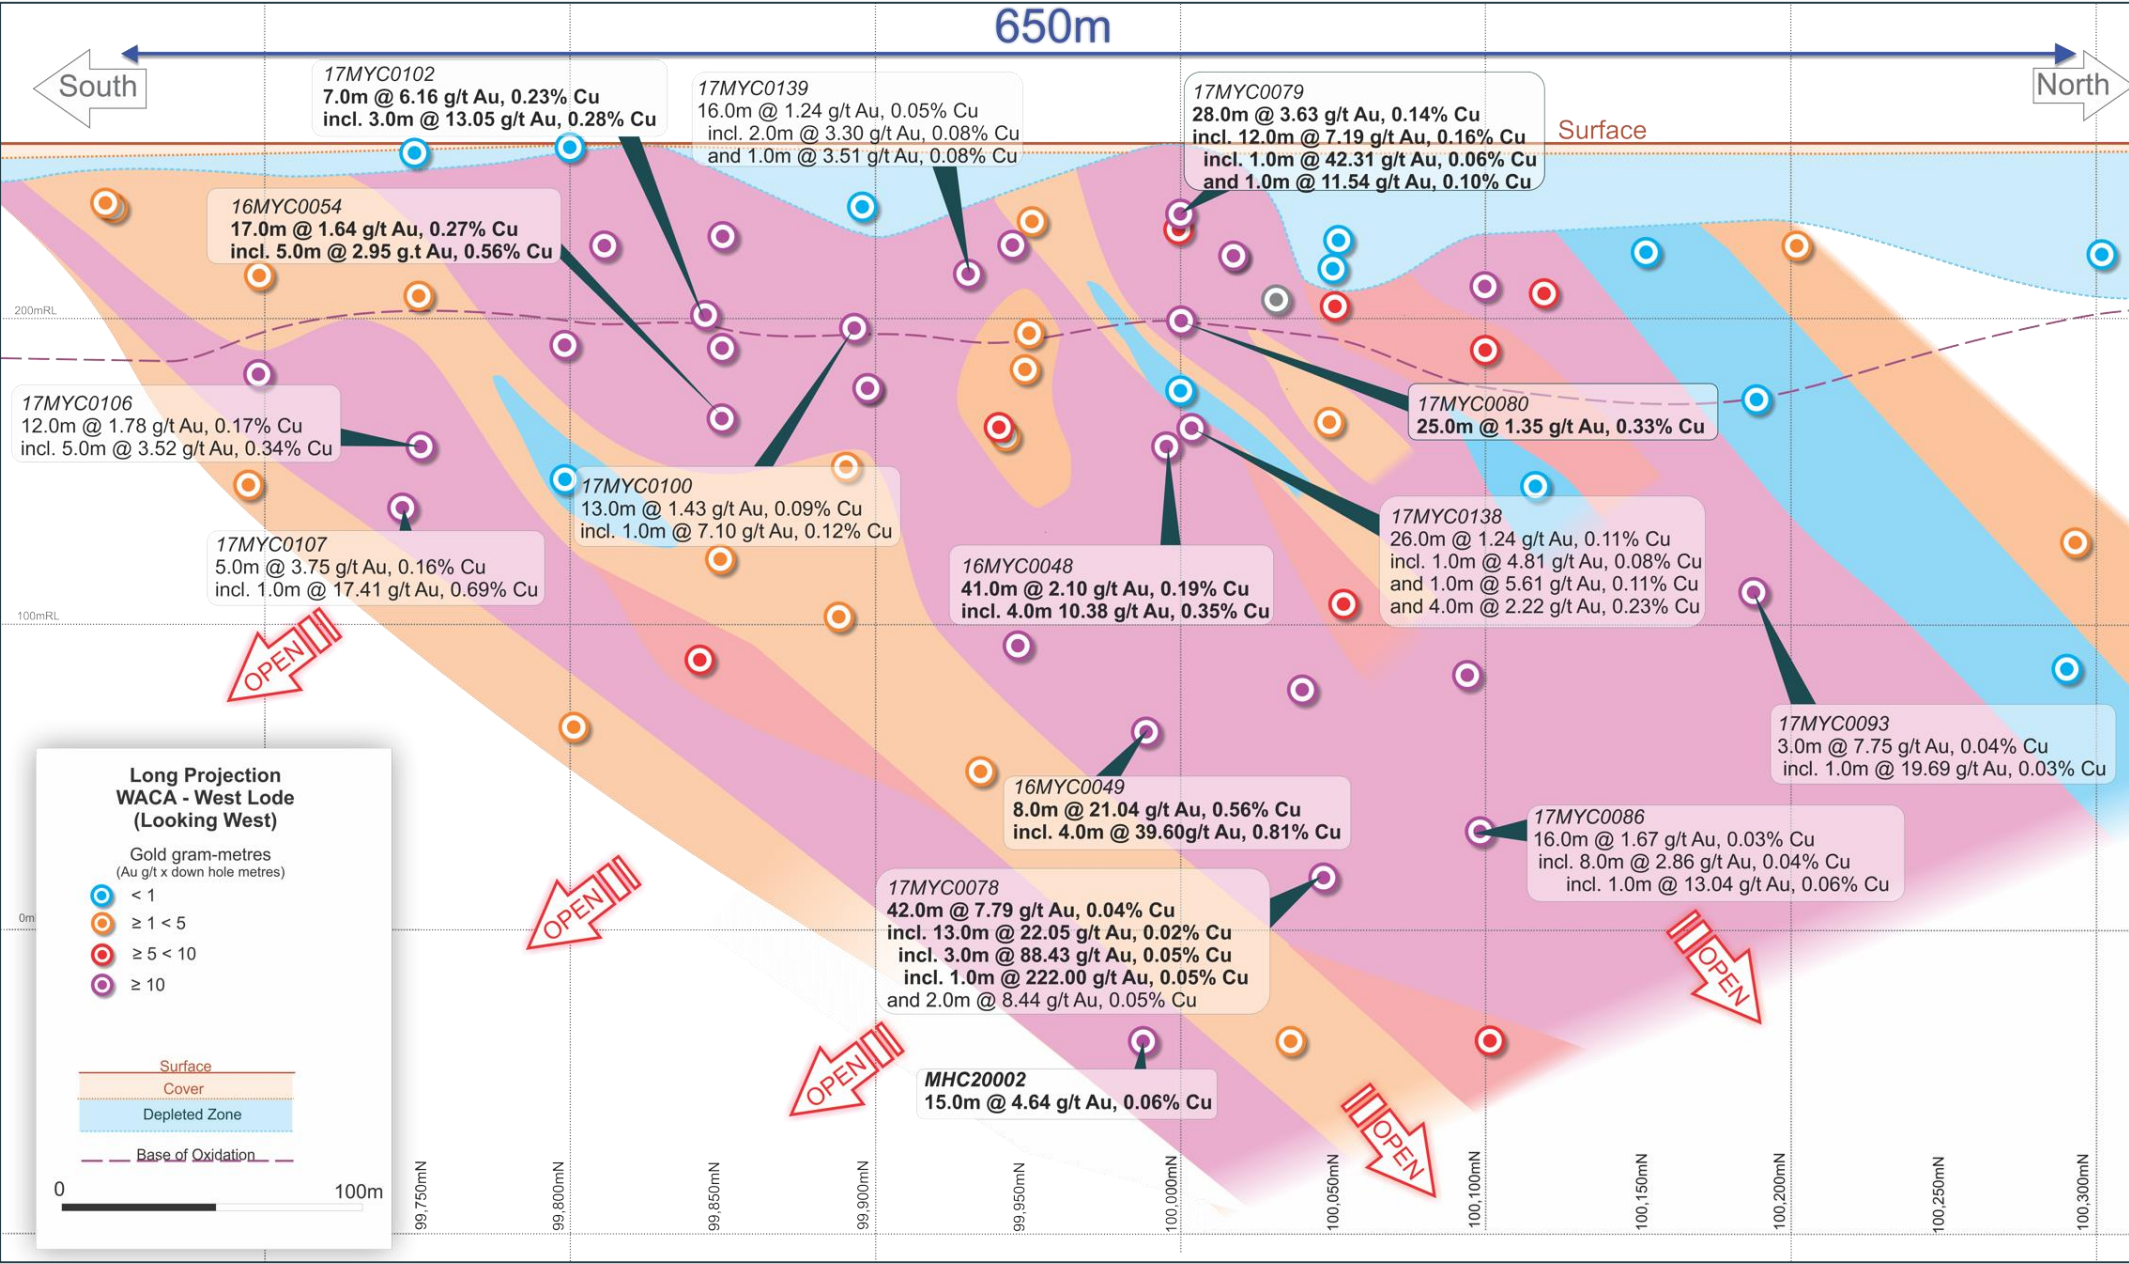 650m
South
North
17MYC0102
7.0m @ 6.16 g/t Au, 0.23% Cu
incl. 3.0m @ 13.05 g/t Au, 0.28% Cu
17MYC0139
16.0m @ 1.24 g/t Au, 0.05% Cu
incl. 2.0m @ 3.30 g/t Au, 0.08% Cu
and 1.0m @ 3.51 g/t Au, 0.08% Cu
17MYC0079
28.0m @ 3.63 g/t Au, 0.14% Cu
incl. 12.0m @ 7.19 g/t Au, 0.16% Cu
incl. 1.0m @ 42.31 g/t Au, 0.06% Cu
and 1.0m @ 11.54 g/t Au, 0.10% Cu
Surface
16MYC0054
17.0m @ 1.64 g/t Au, 0.27% Cu
incl. 5.0m @ 2.95 g.t Au, 0.56% Cu
200mRL
17MYC0106
12.0m @ 1.78 g/t Au, 0.17% Cu
incl. 5.0m @ 3.52 g/t Au, 0.34% Cu
17MYC0080
25.0m @ 1.35 g/t Au, 0.33% Cu
17MYC0100
13.0m @ 1.43 g/t Au, 0.09% Cu
incl. 1.0m @ 7.10 g/t Au, 0.12% Cu
17MYC0107
5.0m @ 3.75 g/t Au, 0.16% Cu
incl. 1.0m @ 17.41 g/t Au, 0.69% Cu
16MYC0048
41.0m @ 2.10 g/t Au, 0.19% Cu
incl. 4.0m 10.38 g/t Au, 0.35% Cu
17MYC0138
26.0m @ 1.24 g/t Au, 0.11% Cu
incl. 1.0m @ 4.81 g/t Au, 0.08% Cu
and 1.0m @ 5.61 g/t Au, 0.11% Cu
and 4.0m @ 2.22 g/t Au, 0.23% Cu
100mRL
OPEN
17MYC0093
3.0m @ 7.75 g/t Au, 0.04% Cu
incl. 1.0m @ 19.69 g/t Au, 0.03% Cu
16MYC0049
8.0m @ 21.04 g/t Au, 0.56% Cu
incl. 4.0m @ 39.60g/t Au, 0.81% Cu
17MYC0086
16.0m @ 1.67 g/t Au, 0.03% Cu
incl. 8.0m @ 2.86 g/t Au, 0.04% Cu
incl. 1.0m @ 13.04 g/t Au, 0.06% Cu
17MYC0078
42.0m @ 7.79 g/t Au, 0.04% Cu
incl. 13.0m @ 22.05 g/t Au, 0.02% Cu
incl. 3.0m @ 88.43 g/t Au, 0.05% Cu
incl. 1.0m @ 222.00 g/t Au, 0.05% Cu
and 2.0m @ 8.44 g/t Au, 0.05% Cu
OPEN
OPEN
OPEN
OPEN
MHC20002
15.0m @ 4.64 g/t Au, 0.06% Cu
Long Projection
WACA - West Lode
(Looking West)
Gold gram-metres
(Au g/t x down hole metres)
< 1
≥ 1 < 5
≥ 5 < 10
≥ 10
0m
Surface
Cover
Depleted Zone
Base of Oxidation
0 100m
99,750mN
99,800mN
99,850mN
99,900mN
99,950mN
100,000mN
100,050mN
100,100mN
100,150mN
100,200mN
100,250mN
100,300mN